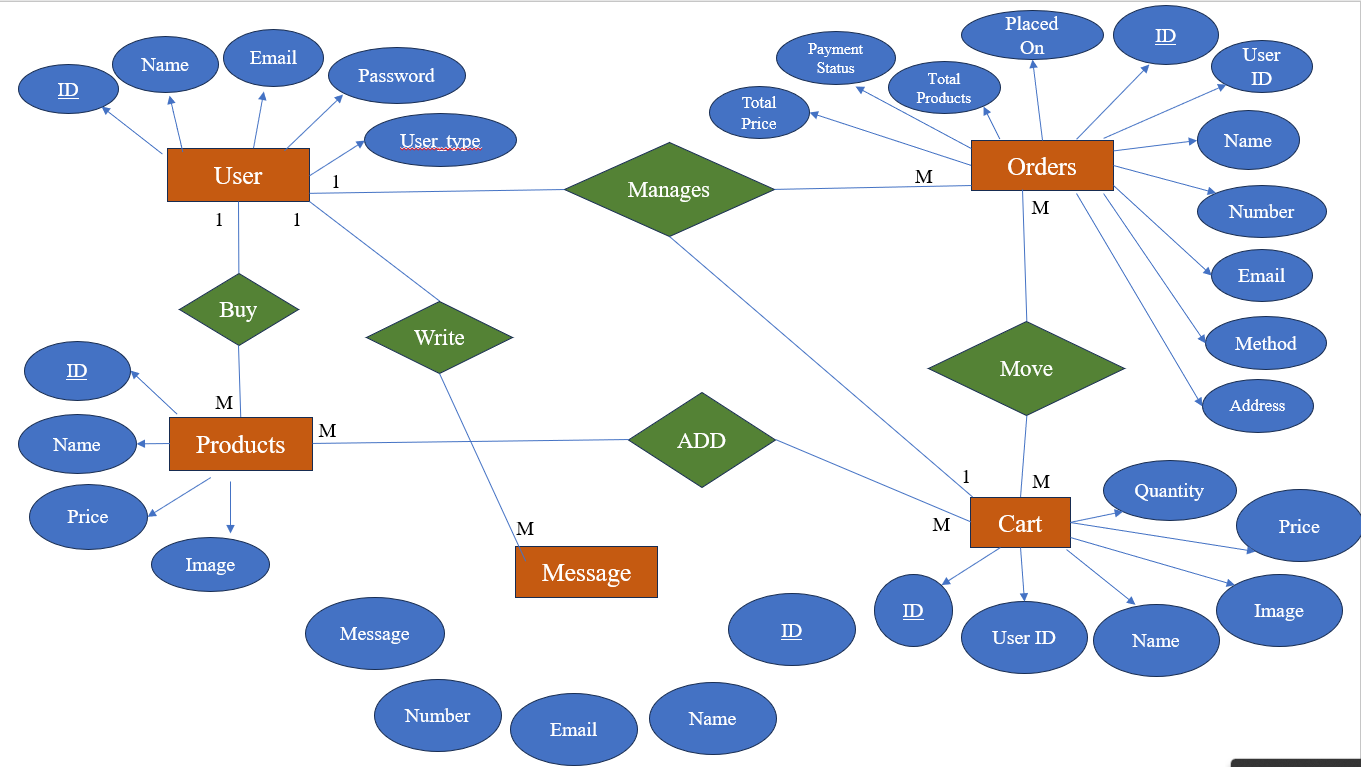 Placed
On
ID
Name
Email
Password
ID
User_type
Payment
Status
Total
Products
Total
Price
User
ID
Name
Number
Email
Method
Address
User
Orders
1
Manages
M
1
1
M
Buy
Write
Move
ID
Name
Price
Image
M
Products
M
ADD
1
M
M
Cart
Quantity
Price
Image
Name
User ID
ID
M
Message
Message
Number
Email
Name
ID